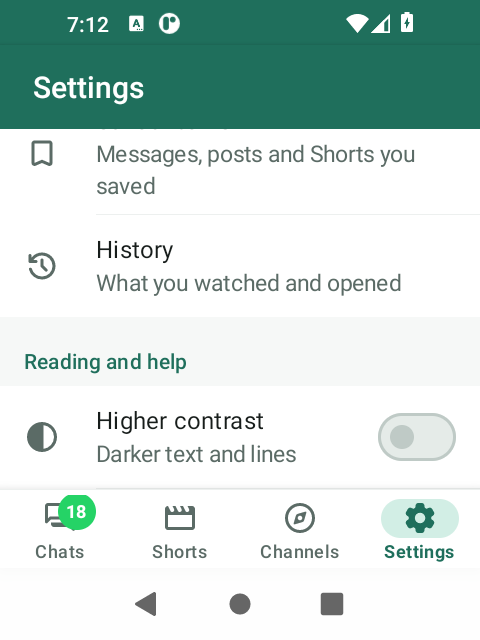 7:12
A
Settings
Messages, posts and Shorts you
saved
History
What you watched and opened
Reading and help
Higher contrast
Darker text and lines
18
Chats
Shorts
Channels
Settings